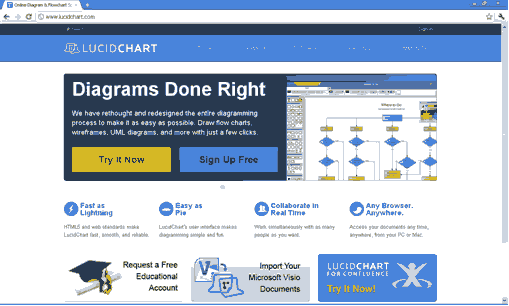 Online Diagram & Flowchart So
www.lucidchart.com
LUCIDCHART
Diagrams Done Right
We have rethought and redesigned the entire diagramming
process to make it as easy as possible. Draw flow charts,
wireframes, UML diagrams, and more with just a few clicks.
Try It Now
Sign Up Free
Fast as
Lightning
HTML5 and web standards make
LucidChart fast, smooth, and reliable.
Easy as
Pie
LucidChart's user interface makes
diagramming simple and fun.
Collaborate in
Real Time
Work simultaneously with as many
people as you want.
Any Browser.
Anywhere.
Access your documents any time,
anywhere, from your PC or Mac.
Request a Free
Educational
Account
Import Your
Microsoft Visio
Documents
LUCIDCHART
FOR CONFLUENCE
Try It Now!